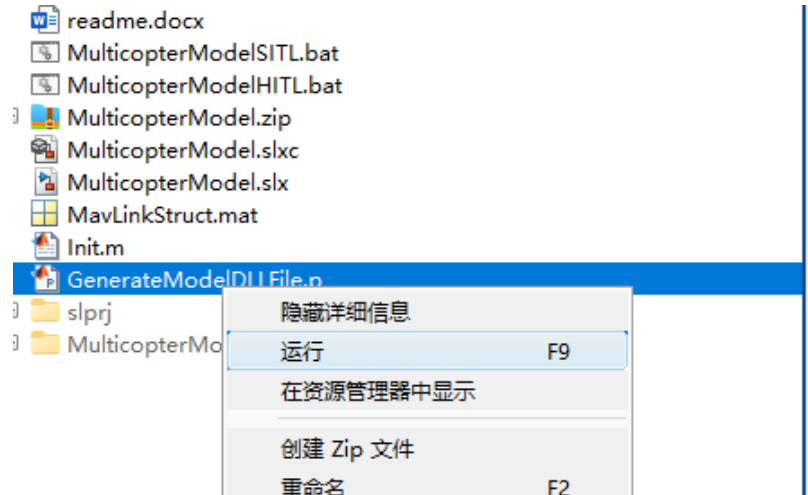 readme.docx
MulticopterModelSITL.bat
MulticopterModelHITL.bat
MulticopterModel.zip
MulticopterModel.slxc
MulticopterModel.slx
MavLinkStruct.mat
Init.m
GenerateModelDLLFile.p
slprj
隐藏详细信息
MulticopterMo
运行 F9
在资源管理器中显示
创建 Zip 文件
重命名 F2